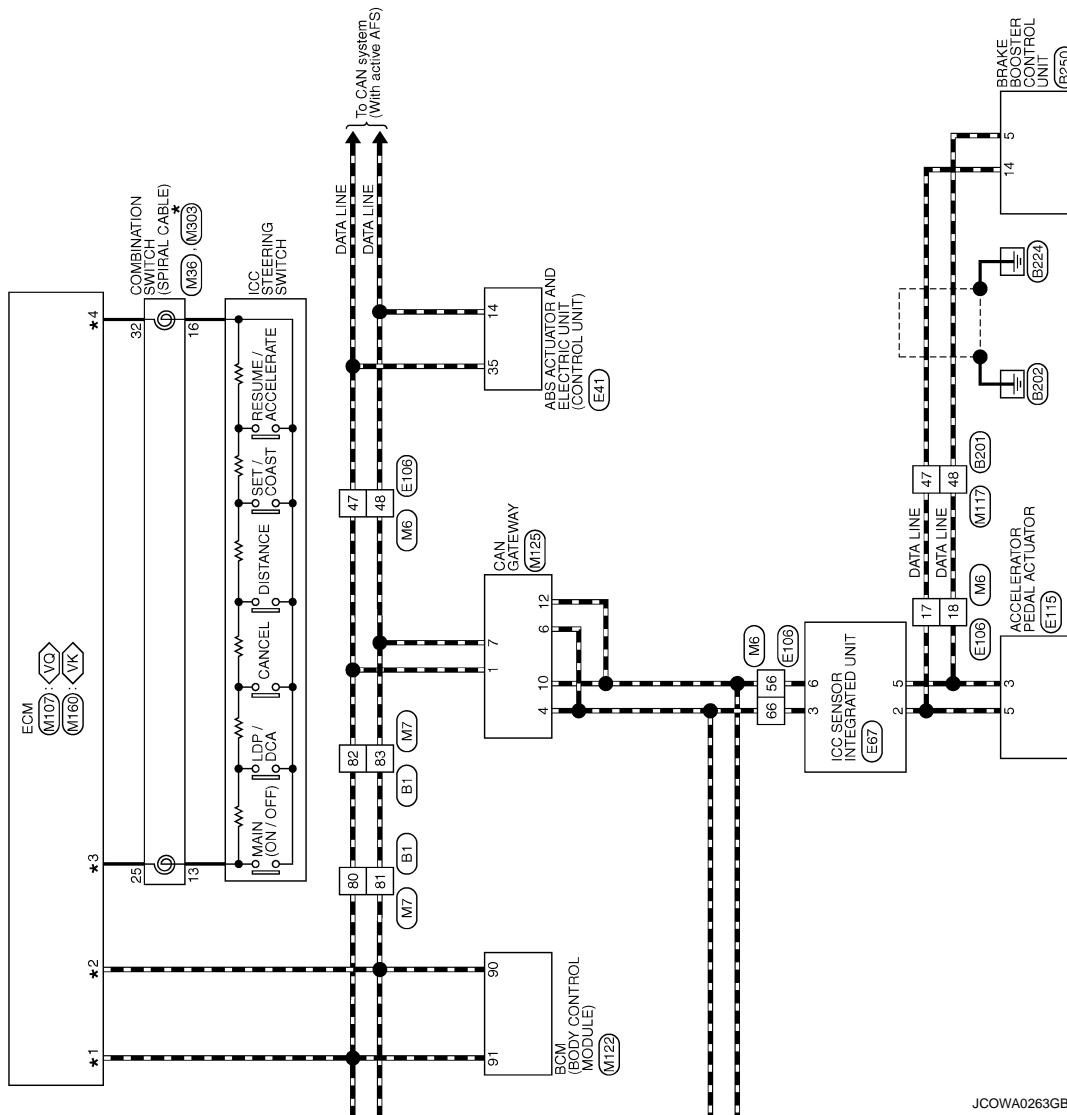 ECM
M107 : VQ
M160 : VK
★1
★2
★3
★4
25
32
13
16
COMBINATION
SWITCH
(SPIRAL CABLE)
M36 , M303
★
ICC
STEERING
SWITCH
MAIN
(ON / OFF)
LDP /
DCA
CANCEL
DISTANCE
SET /
COAST
RESUME /
ACCELERATE
DATA LINE
DATA LINE
To CAN system
(With active AFS)
80
81
M7
B1
82
83
B1
M7
47
48
M6
E106
91
90
BCM
(BODY CONTROL
MODULE)
M122
1
7
4
10
6
12
CAN
GATEWAY
M125
35
14
ABS ACTUATOR AND
ELECTRIC UNIT
(CONTROL UNIT)
E41
66
56
M6
E106
3
6
ICC SENSOR
INTEGRATED UNIT
E67
2
5
17
18
E106
M6
DATA LINE
DATA LINE
47
48
M117
B201
5
3
ACCELERATOR
PEDAL ACTUATOR
E115
B202
B224
14
5
BRAKE
BOOSTER
CONTROL
UNIT
B250
JCOWA0263GB